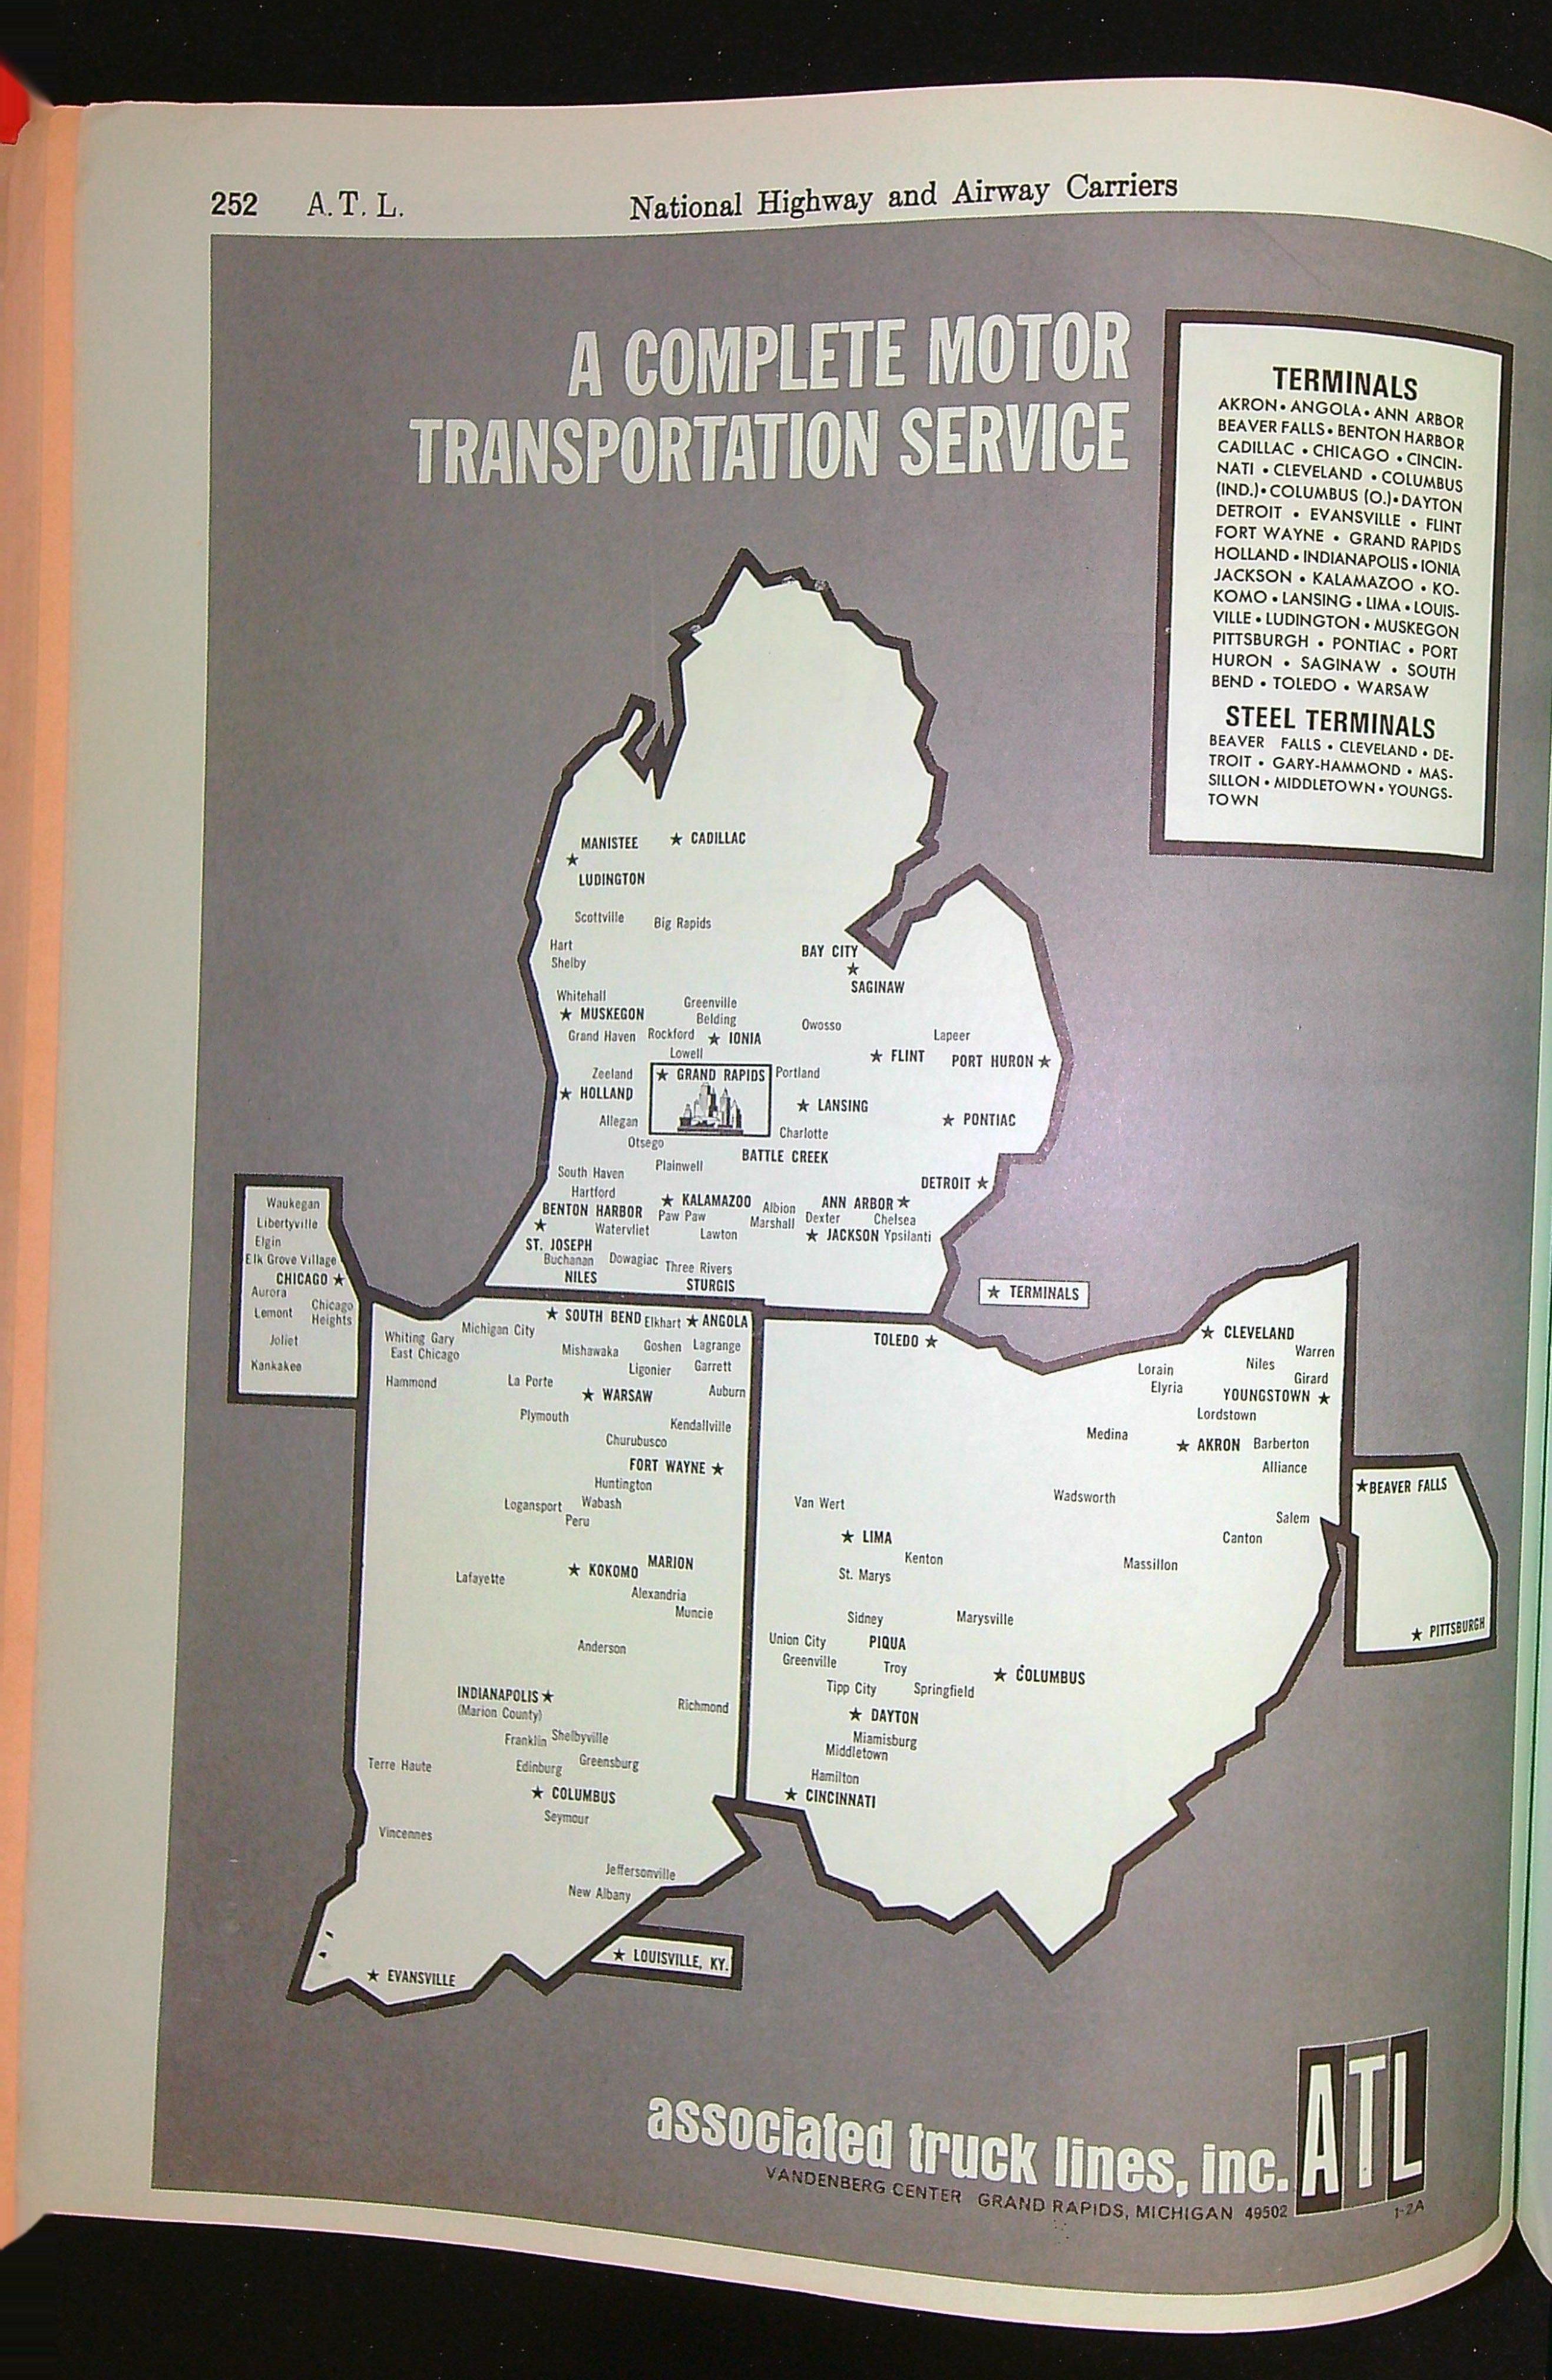 252 A. T. L. National Highway and Airway Carriers
A COMPLETE MOTOR
TRANSPORTATION SERVICE
TERMINALS
AKRON • ANGOLA • ANN ARBOR
BEAVER FALLS • BENTON HARBOR
CADILLAC • CHICAGO • CINCIN-
NATI • CLEVELAND • COLUMBUS
(IND.) • COLUMBUS (O.) • DAYTON
DETROIT • EVANSVILLE • FLINT
FORT WAYNE • GRAND RAPIDS
HOLLAND • INDIANAPOLIS • IONIA
JACKSON • KALAMAZOO • KO-
KOMO • LANSING • LIMA • LOUIS-
VILLE • LUDINGTON • MUSKEGON
PITTSBURGH • PONTIAC • PORT
HURON • SAGINAW • SOUTH
BEND • TOLEDO • WARSAW
STEEL TERMINALS
BEAVER FALLS • CLEVELAND • DE-
TROIT • GARY-HAMMOND • MAS-
SILLON • MIDDLETOWN • YOUNGS-
TOWN
MANISTEE ★ CADILLAC
★
LUDINGTON
Scottville Big Rapids
Hart BAY CITY
Shelby ★
SAGINAW
Whitehall Greenville
★ MUSKEGON Belding Owosso
Grand Haven Rockford ★ IONIA Lapeer
Lowell ★ FLINT PORT HURON ★
Zeeland ★ GRAND RAPIDS Portland
★ HOLLAND ★ LANSING
Allegan Charlotte ★ PONTIAC
Otsego BATTLE CREEK
South Haven Plainwell
Hartford DETROIT ★
★ KALAMAZOO Albion ANN ARBOR ★
BENTON HARBOR Paw Paw Marshall Dexter Chelsea
★ Watervliet Lawton ★ JACKSON Ypsilanti
ST. JOSEPH
Buchanan Dowagiac Three Rivers
NILES STURGIS
Waukegan
Libertyville
Elgin
Elk Grove Village
CHICAGO ★
Aurora
Lemont Chicago
Heights
Joliet
Kankakee
★ TERMINALS
★ SOUTH BEND Elkhart ★ ANGOLA
Michigan City
Whiting Gary Mishawaka Goshen Lagrange
East Chicago Ligonier Garrett
Hammond La Porte ★ WARSAW Auburn
Plymouth Kendallville
Churubusco
FORT WAYNE ★
Huntington
Logansport Wabash
Peru
★ KOKOMO MARION
Lafayette Alexandria
Muncie
Anderson
INDIANAPOLIS ★
(Marion County) Richmond
Franklin Shelbyville
Terre Haute Edinburg Greensburg
★ COLUMBUS
Seymour
Vincennes
Jeffersonville
New Albany
★ LOUISVILLE, KY.
★ EVANSVILLE
TOLEDO ★ ★ CLEVELAND
Warren
Lorain Niles
Girard
Elyria YOUNGSTOWN ★
Lordstown
Medina ★ AKRON Barberton
Alliance
Van Wert Wadsworth
Salem
★ LIMA Canton
Kenton Massillon
St. Marys
Sidney Marysville
Union City PIQUA
Greenville Troy ★ COLUMBUS
Tipp City Springfield
★ DAYTON
Miamisburg
Middletown
Hamilton
★ CINCINNATI
★ BEAVER FALLS
★ PITTSBURGH
associated truck lines, inc. ATL
VANDENBERG CENTER GRAND RAPIDS, MICHIGAN 49502
1-2A